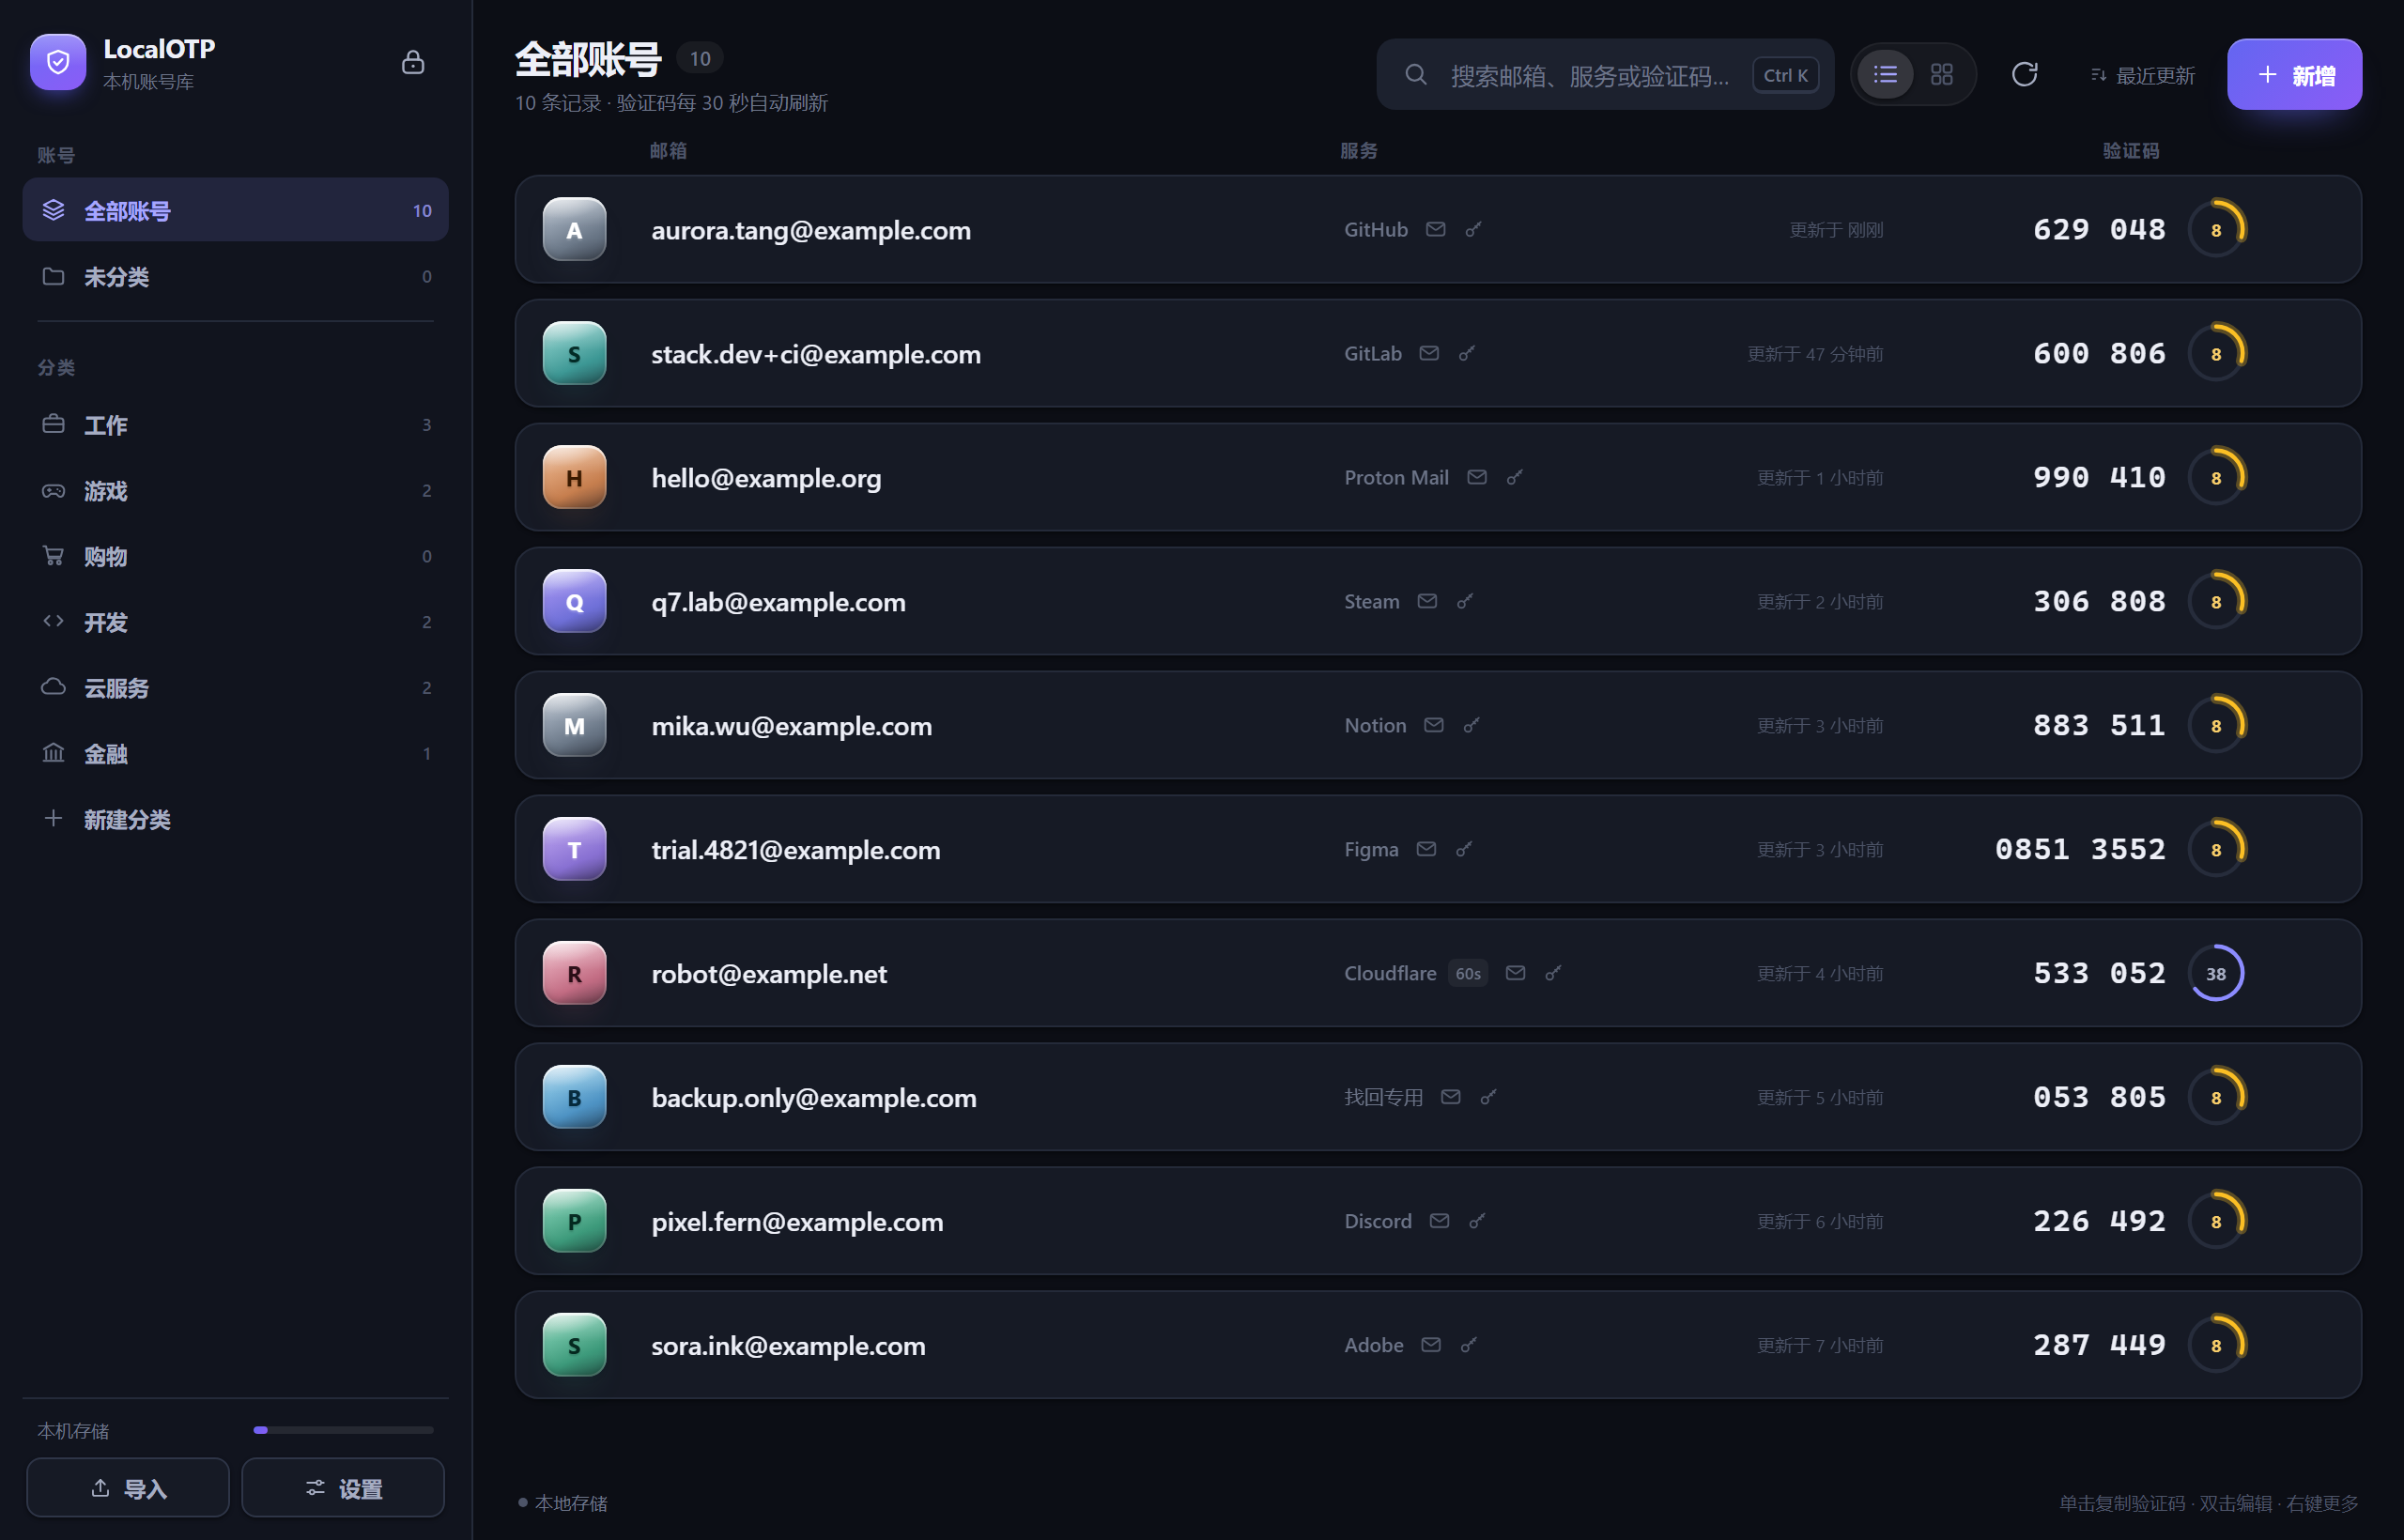 LocalOTP
本机账号库
账号
全部账号 10
未分类 0
分类
工作 3
游戏 2
购物 0
开发 2
云服务 2
金融 1
新建分类
本机存储
导入
设置
全部账号 10
10 条记录 · 验证码每 30 秒自动刷新
搜索邮箱、服务或验证码... Ctrl K
最近更新
新增
邮箱 服务 验证码
A aurora.tang@example.com GitHub 更新于 刚刚 629 048 8
S stack.dev+ci@example.com GitLab 更新于 47 分钟前 600 806 8
H hello@example.org Proton Mail 更新于 1 小时前 990 410 8
Q q7.lab@example.com Steam 更新于 2 小时前 306 808 8
M mika.wu@example.com Notion 更新于 3 小时前 883 511 8
T trial.4821@example.com Figma 更新于 3 小时前 0851 3552 8
R robot@example.net Cloudflare 60s 更新于 4 小时前 533 052 38
B backup.only@example.com 找回专用 更新于 5 小时前 053 805 8
P pixel.fern@example.com Discord 更新于 6 小时前 226 492 8
S sora.ink@example.com Adobe 更新于 7 小时前 287 449 8
本地存储
单击复制验证码 · 双击编辑 · 右键更多